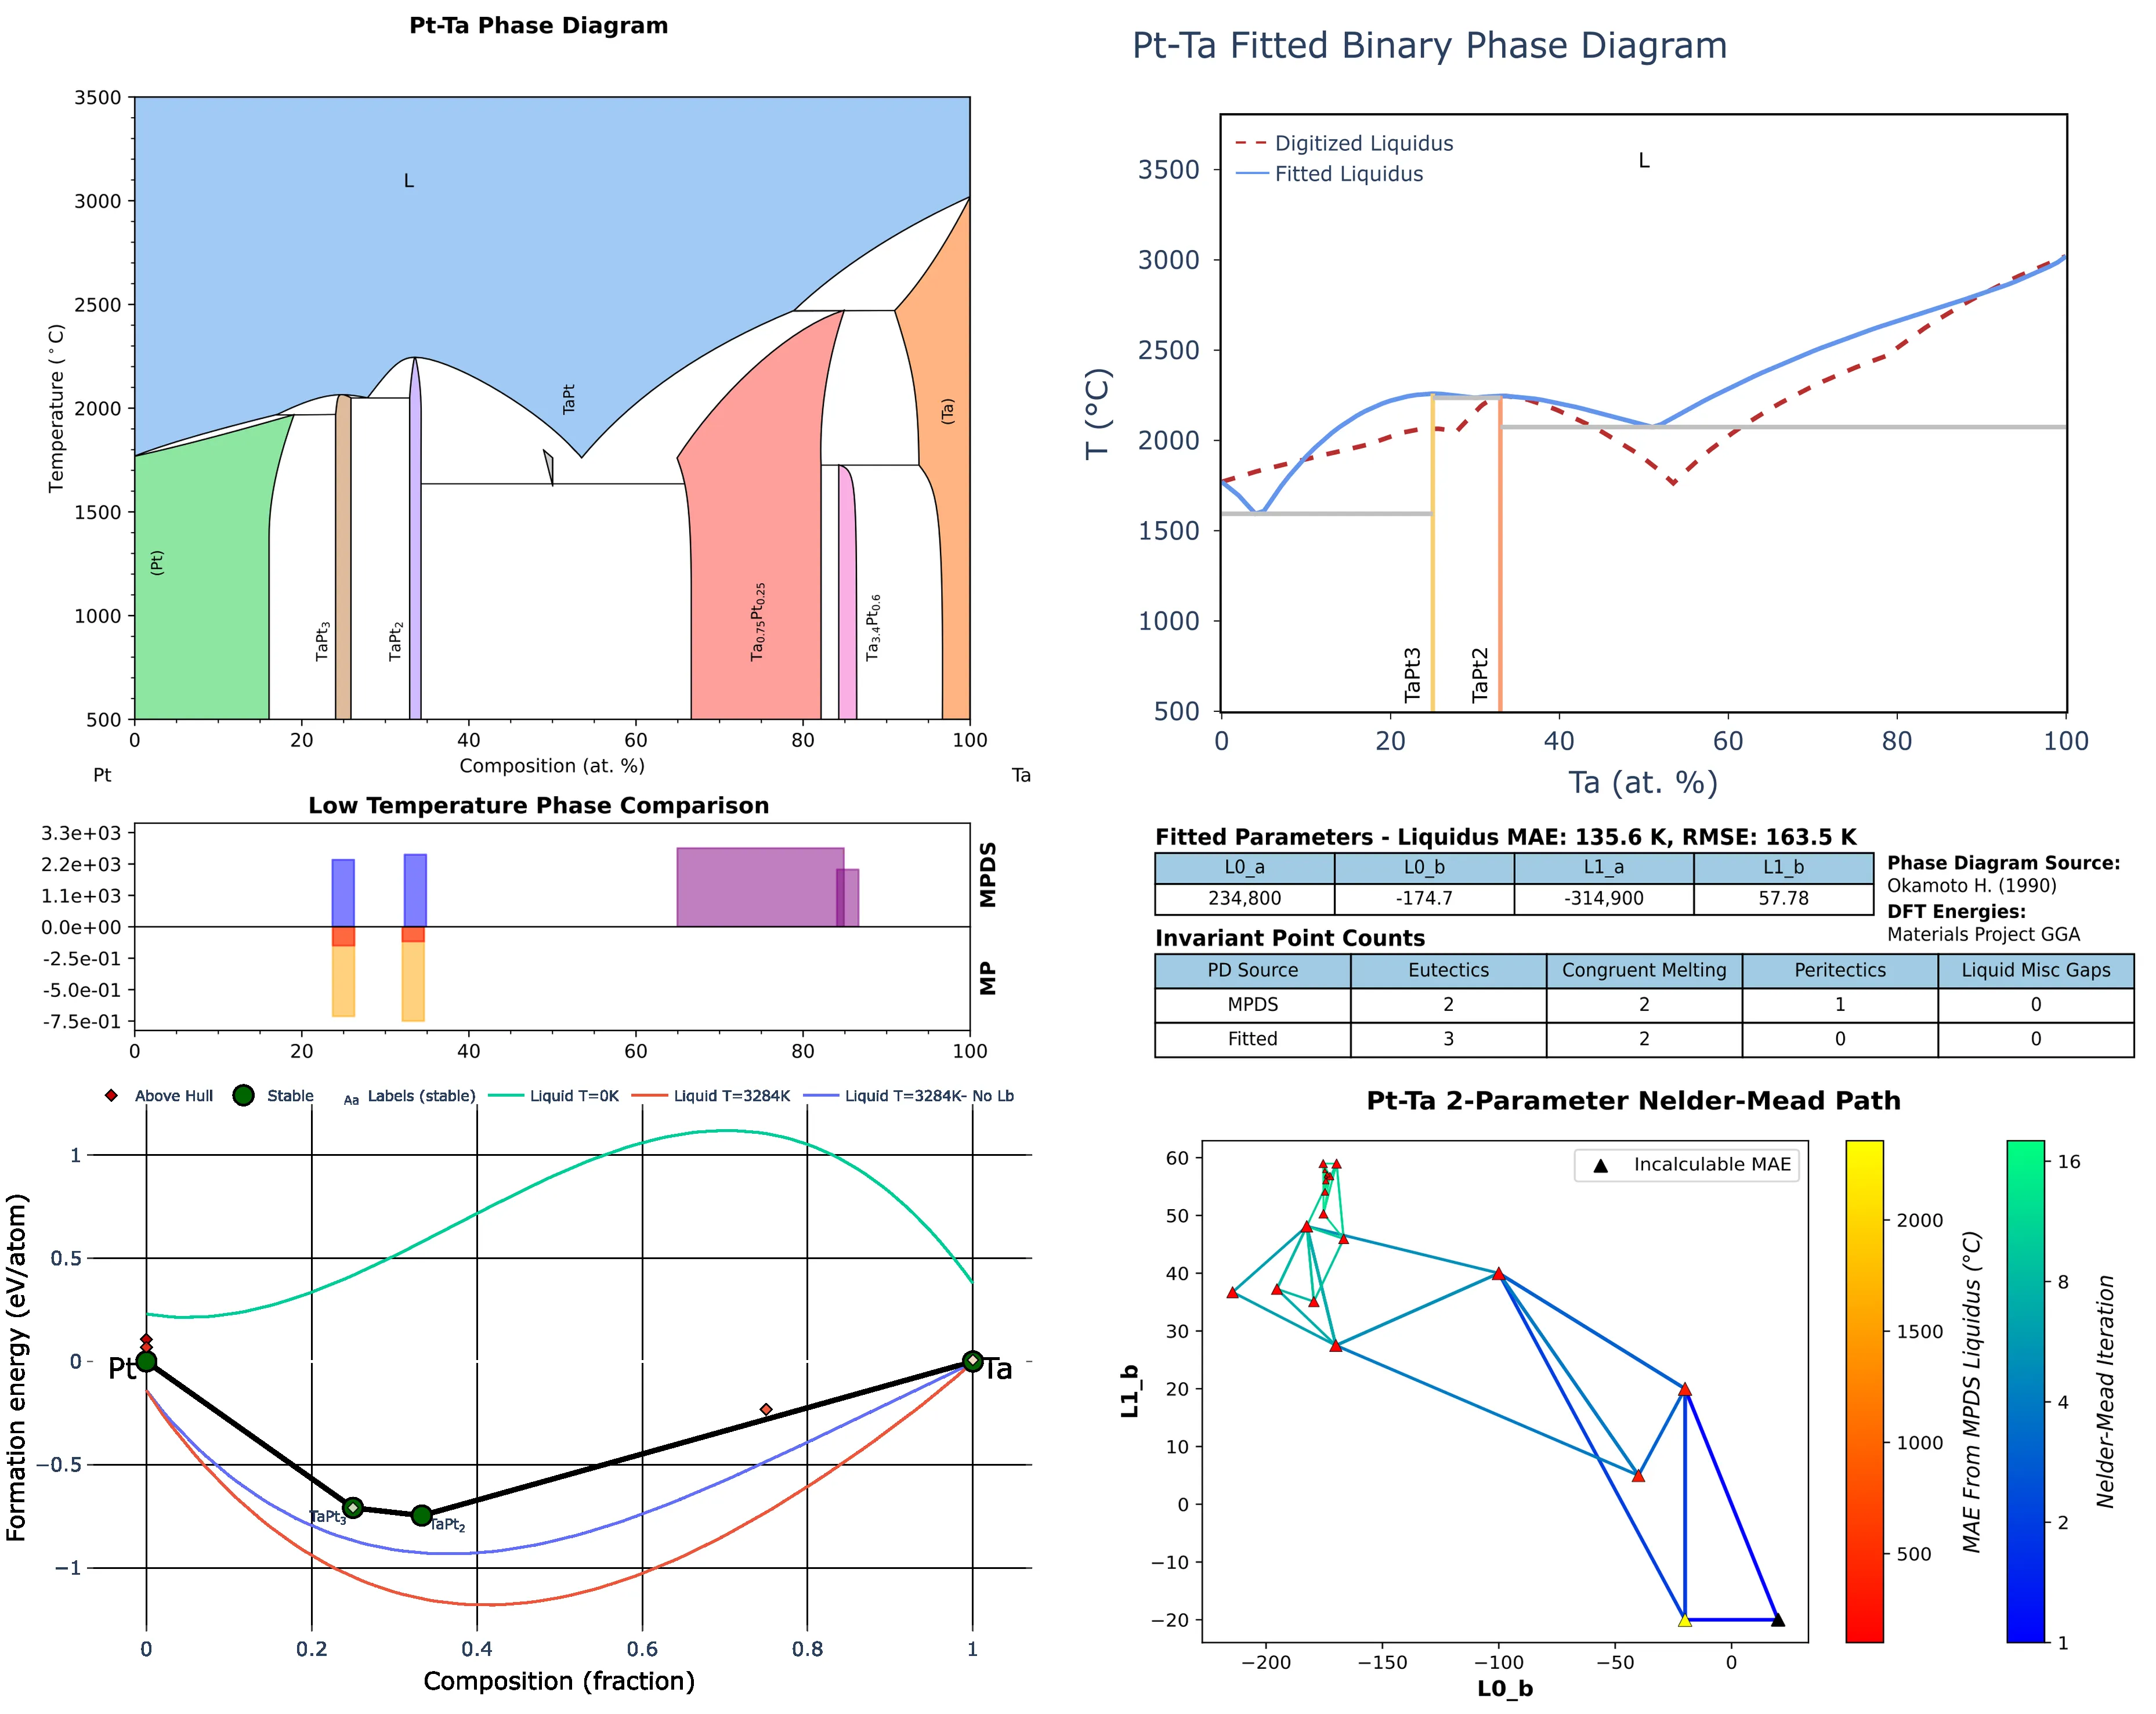 Pt-Ta Phase Diagram
3500
3000
2500
2000
1500
1000
500
Temperature (°C)
L
TaPt
(Pt)
TaPt3
TaPt2
Ta0.75Pt0.25
Ta3.4Pt0.6
(Ta)
0 20 40 60 80 100
Composition (at. %)
Pt Ta
Pt-Ta Fitted Binary Phase Diagram
Digitized Liquidus
Fitted Liquidus
L
3500
3000
2500
2000
1500
1000
500
T (°C)
TaPt3
TaPt2
0 20 40 60 80 100
Ta (at. %)
Low Temperature Phase Comparison
3.3e+03
2.2e+03
1.1e+03
0.0e+00
-2.5e-01
-5.0e-01
-7.5e-01
MPDS
MP
0 20 40 60 80 100
Fitted Parameters - Liquidus MAE: 135.6 K, RMSE: 163.5 K
L0_a L0_b L1_a L1_b
234,800 -174.7 -314,900 57.78
Phase Diagram Source:
Okamoto H. (1990)
DFT Energies:
Materials Project GGA
Invariant Point Counts
PD Source Eutectics Congruent Melting Peritectics Liquid Misc Gaps
MPDS 2 2 1 0
Fitted 3 2 0 0
Above Hull Stable Aa Labels (stable) Liquid T=0K Liquid T=3284K Liquid T=3284K- No Lb
1
0.5
0
−0.5
−1
Formation energy (eV/atom)
Pt
Ta
TaPt3
TaPt2
0 0.2 0.4 0.6 0.8 1
Composition (fraction)
Pt-Ta 2-Parameter Nelder-Mead Path
Incalculable MAE
60
50
40
30
20
10
0
−10
−20
L1_b
−200 −150 −100 −50 0
L0_b
2000
1500
1000
500
MAE From MPDS Liquidus (°C)
16
8
4
2
1
Nelder-Mead Iteration